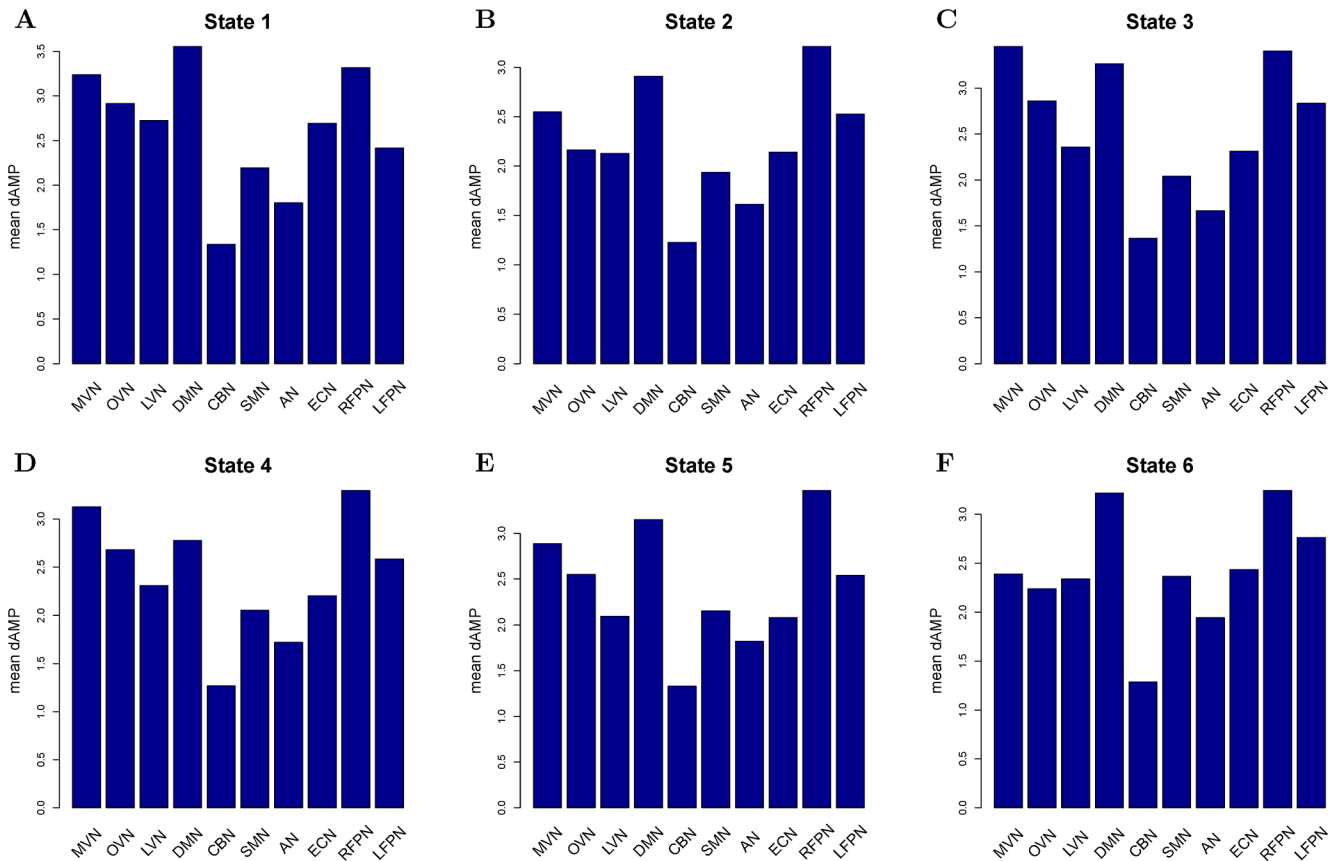 A
State 1
mean dAMP
3.5
3.0
2.5
2.0
1.5
1.0
0.5
0.0
MVN OVN LVN DMN CBN SMN AN ECN RFPN LFPN
B
State 2
mean dAMP
3.0
2.5
2.0
1.5
1.0
0.5
0.0
MVN OVN LVN DMN CBN SMN AN ECN RFPN LFPN
C
State 3
mean dAMP
3.0
2.5
2.0
1.5
1.0
0.5
0.0
MVN OVN LVN DMN CBN SMN AN ECN RFPN LFPN
D
State 4
mean dAMP
3.0
2.5
2.0
1.5
1.0
0.5
0.0
MVN OVN LVN DMN CBN SMN AN ECN RFPN LFPN
E
State 5
mean dAMP
3.0
2.5
2.0
1.5
1.0
0.5
0.0
MVN OVN LVN DMN CBN SMN AN ECN RFPN LFPN
F
State 6
mean dAMP
3.0
2.5
2.0
1.5
1.0
0.5
0.0
MVN OVN LVN DMN CBN SMN AN ECN RFPN LFPN